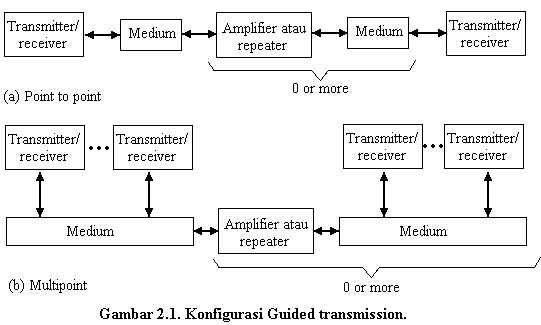 Transmitter/
receiver
Medium
Amplifier atau
repeater
Medium
Transmitter/
receiver
0 or more
(a) Point to point
Transmitter/
receiver
Transmitter/
receiver
Transmitter/
receiver
Transmitter/
receiver
Medium
Amplifier atau
repeater
Medium
(b) Multipoint
0 or more
Gambar 2.1. Konfigurasi Guided transmission.